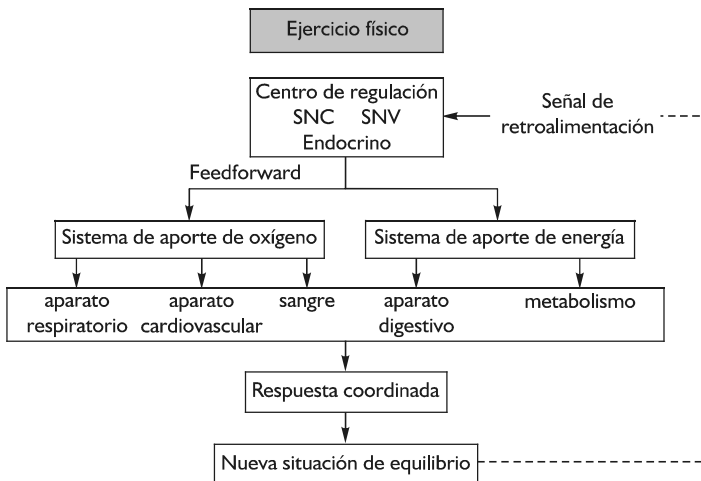 Ejercicio físico
Centro de regulación
SNC SNV
Endocrino
Señal de
retroalimentación
Feedforward
Sistema de aporte de oxígeno
Sistema de aporte de energía
aparato
respiratorio
aparato
cardiovascular
sangre
aparato
digestivo
metabolismo
Respuesta coordinada
Nueva situación de equilibrio